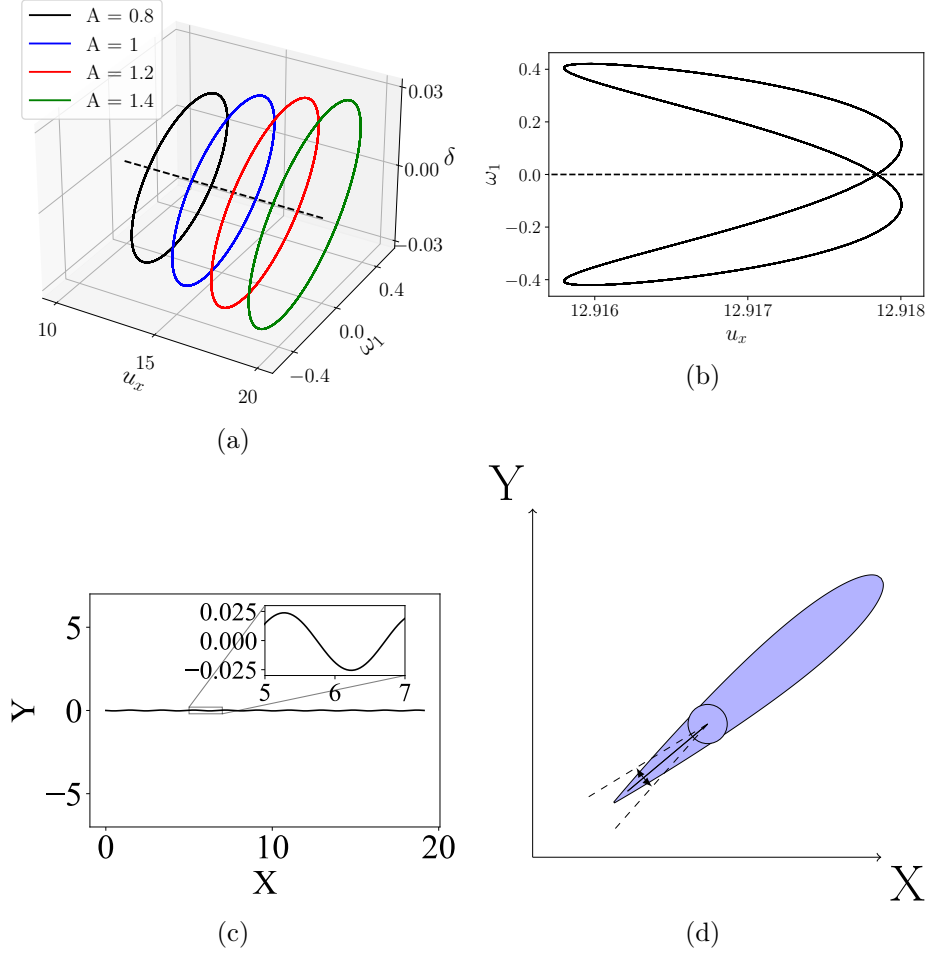 A = 0.8
A = 1
A = 1.2
A = 1.4
0.03
0.00
δ
−0.03
0.4
0.0
−0.4
ω₁
10
15
20
uₓ
(a)
0.4
0.2
0.0
−0.2
−0.4
ω₁
12.916
12.917
12.918
uₓ
(b)
5
0
−5
Y
0.025
0.000
−0.025
5
6
7
0
10
20
X
(c)
Y
X
(d)